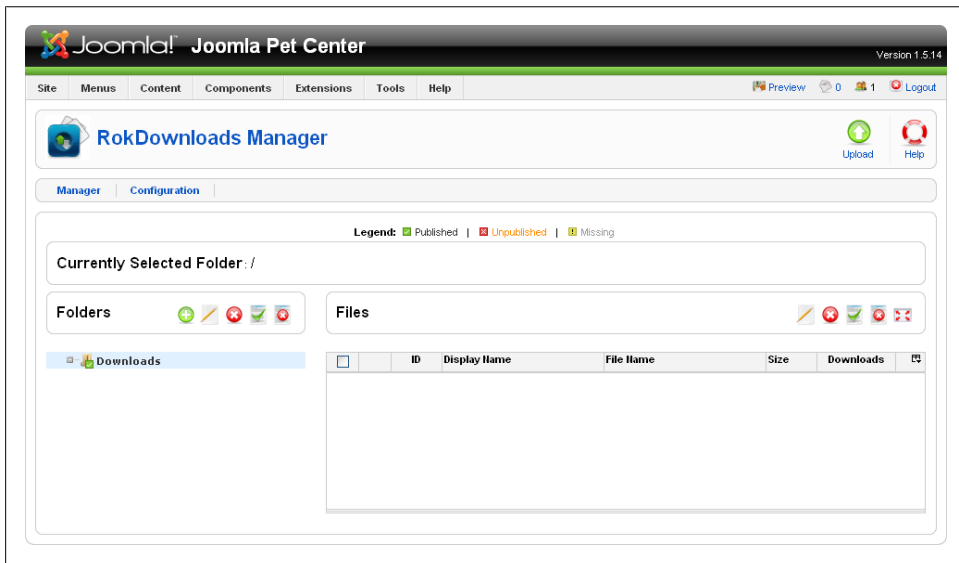 Joomla!™ Joomla Pet Center
Version 1.5.14
Site Menus Content Components Extensions Tools Help Preview 0 1 Logout
RokDownloads Manager
Upload Help
Manager Configuration
Legend: Published | Unpublished | Missing
Currently Selected Folder: /
Folders Files
Downloads
ID Display Name File Name Size Downloads